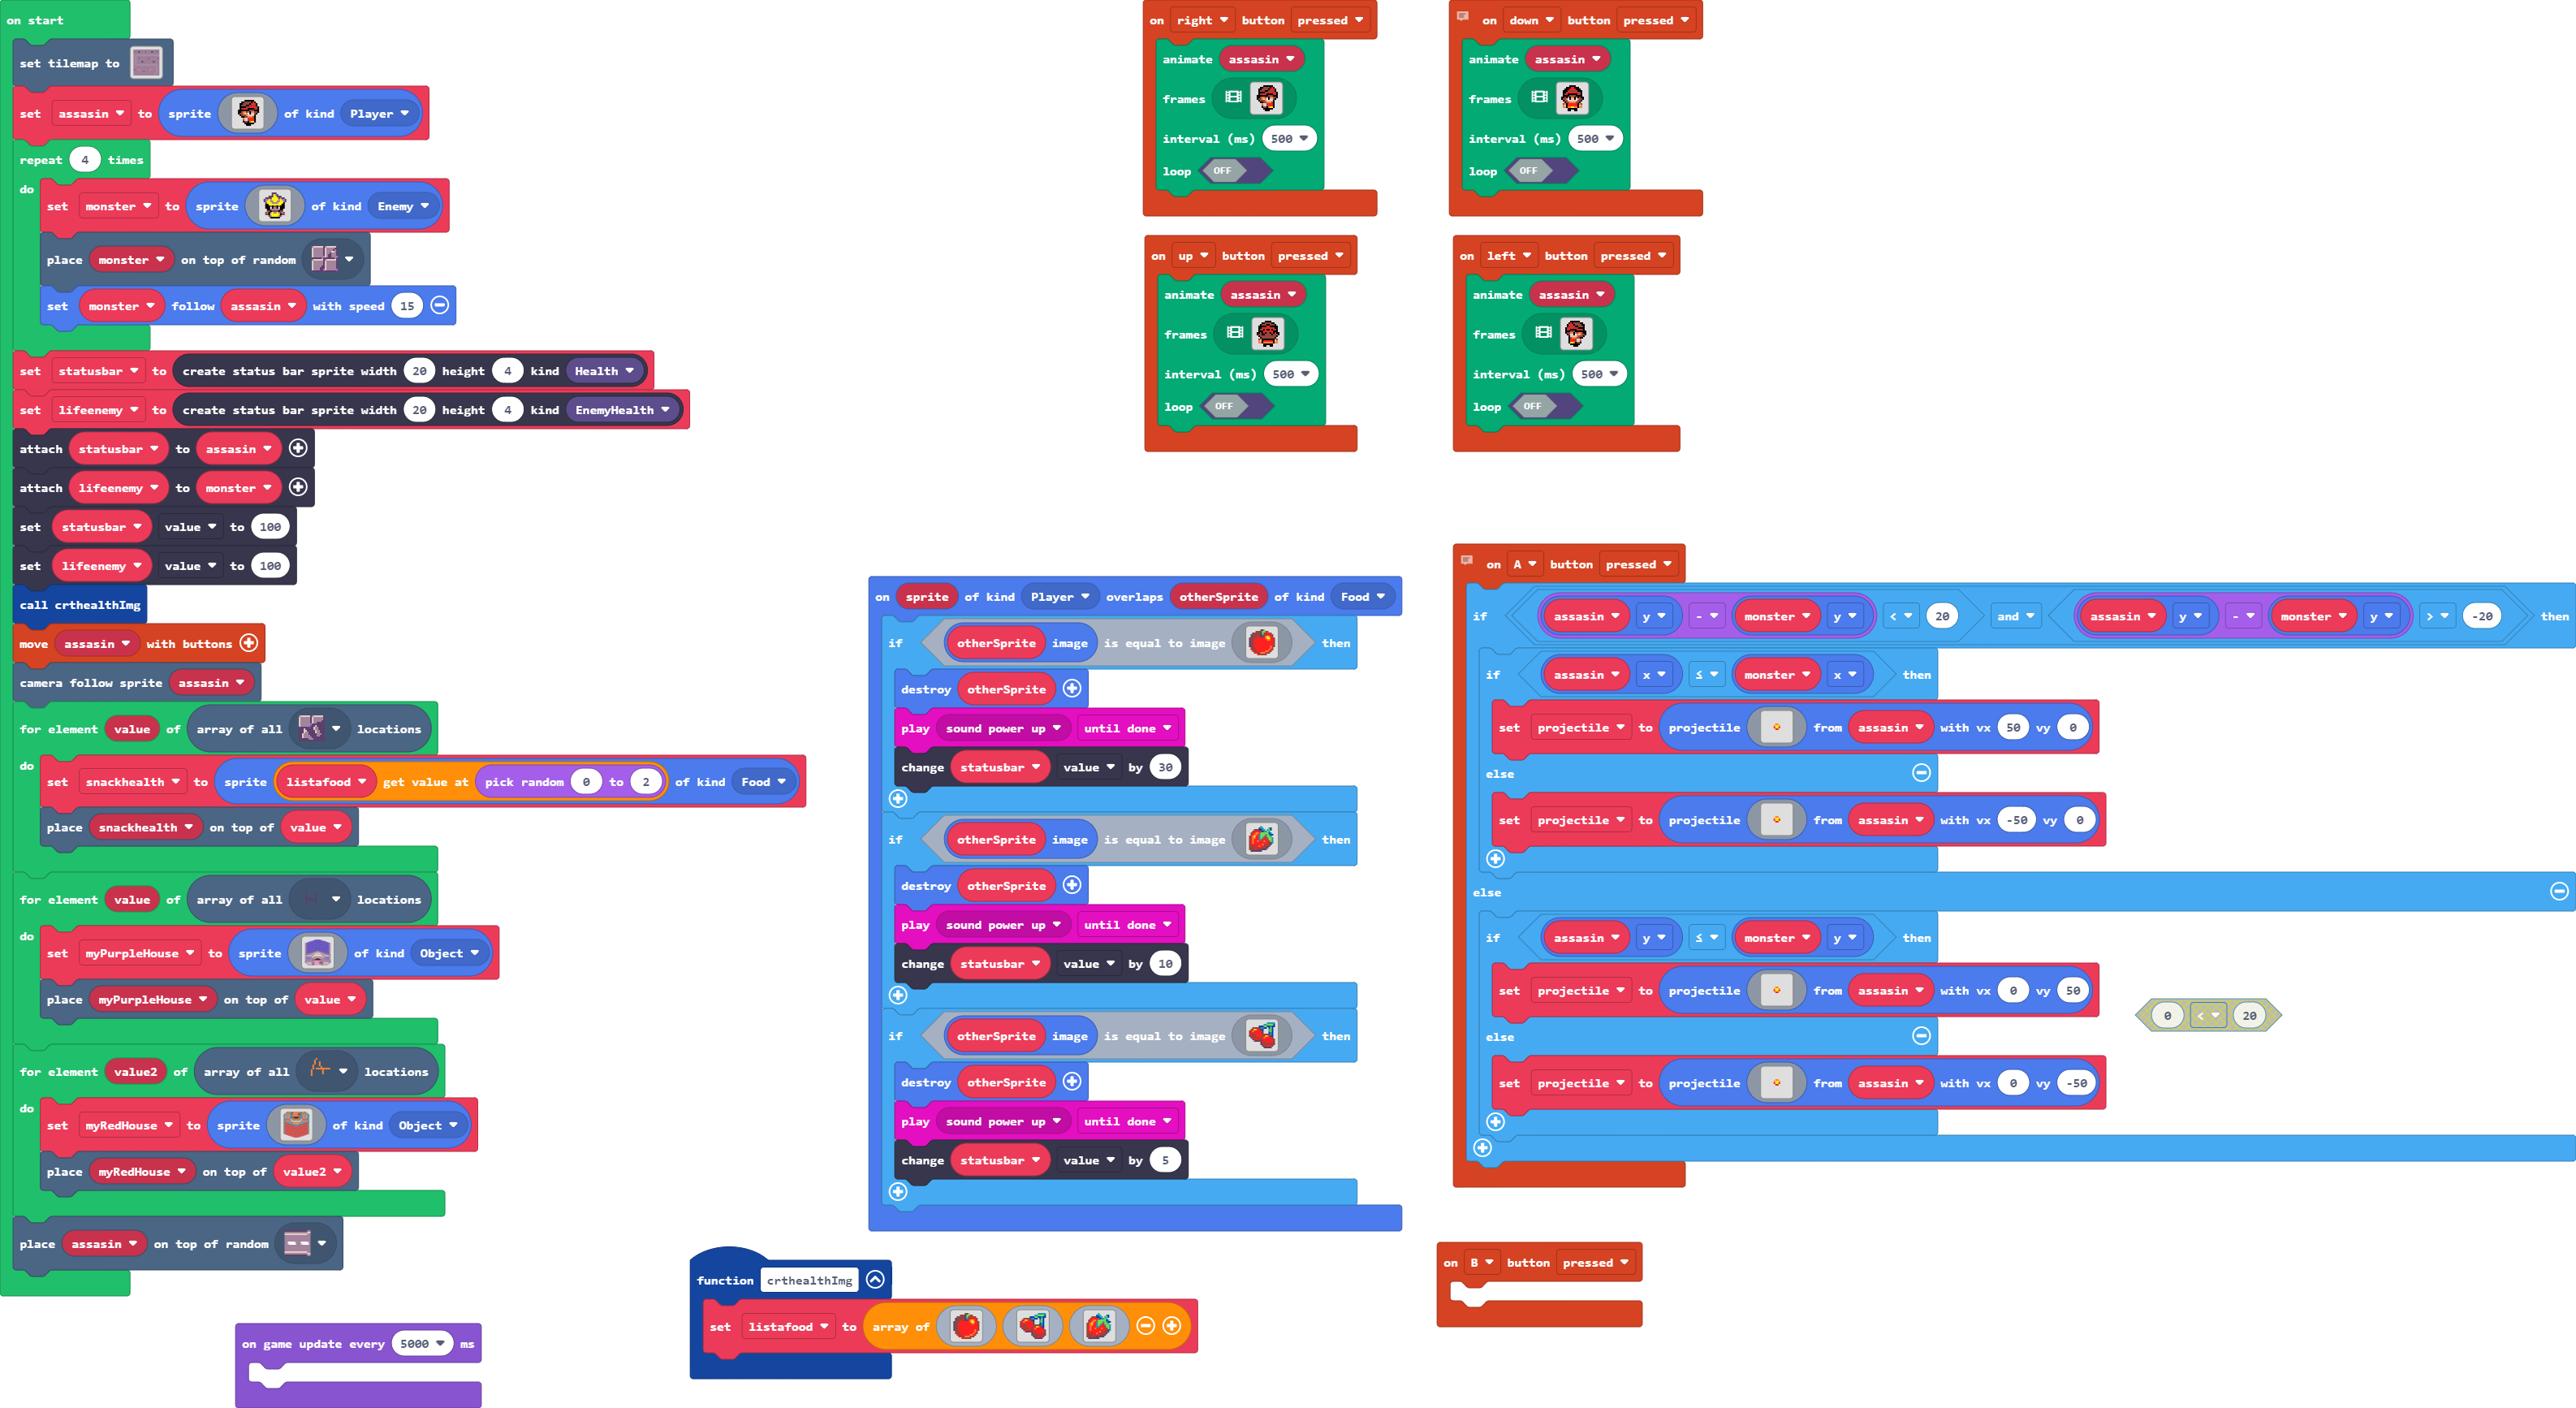 on start
set tilemap to
set assasin to sprite of kind Player
repeat 4 times
do
set monster to sprite of kind Enemy
place monster on top of random
set monster follow assasin with speed 15
set statusbar to create status bar sprite width 20 height 4 kind Health
set lifeenemy to create status bar sprite width 20 height 4 kind EnemyHealth
attach statusbar to assasin
attach lifeenemy to monster
set statusbar value to 100
set lifeenemy value to 100
call crthealthImg
move assasin with buttons
camera follow sprite assasin
for element value of array of all locations
do
set snackhealth to sprite listafood get value at pick random 0 to 2 of kind Food
place snackhealth on top of value
for element value of array of all locations
do
set myPurpleHouse to sprite of kind Object
place myPurpleHouse on top of value
for element value2 of array of all locations
do
set myRedHouse to sprite of kind Object
place myRedHouse on top of value2
place assasin on top of random
on game update every 5000 ms
function crthealthImg
set listafood to array of
on sprite of kind Player overlaps otherSprite of kind Food
if otherSprite image is equal to image then
destroy otherSprite
play sound power up until done
change statusbar value by 30
if otherSprite image is equal to image then
destroy otherSprite
play sound power up until done
change statusbar value by 10
if otherSprite image is equal to image then
destroy otherSprite
play sound power up until done
change statusbar value by 5
on right button pressed
animate assasin
frames
interval (ms) 500
loop OFF
on down button pressed
animate assasin
frames
interval (ms) 500
loop OFF
on up button pressed
animate assasin
frames
interval (ms) 500
loop OFF
on left button pressed
animate assasin
frames
interval (ms) 500
loop OFF
on A button pressed
if assasin y - monster y < 20 and assasin y - monster y > -20 then
if assasin x ≤ monster x then
set projectile to projectile from assasin with vx 50 vy 0
else
set projectile to projectile from assasin with vx -50 vy 0
else
if assasin y ≤ monster y then
set projectile to projectile from assasin with vx 0 vy 50
else
set projectile to projectile from assasin with vx 0 vy -50
0 < 20
on B button pressed